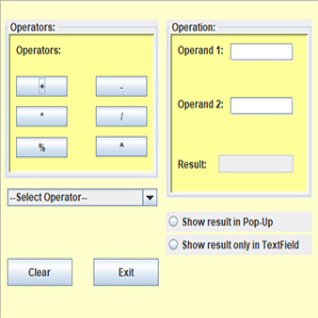 Operators:
Operators:
+ -
* /
% ^
--Select Operator--
Clear Exit
Operation:
Operand 1:
Operand 2:
Result:
Show result in Pop-Up
Show result only in TextField